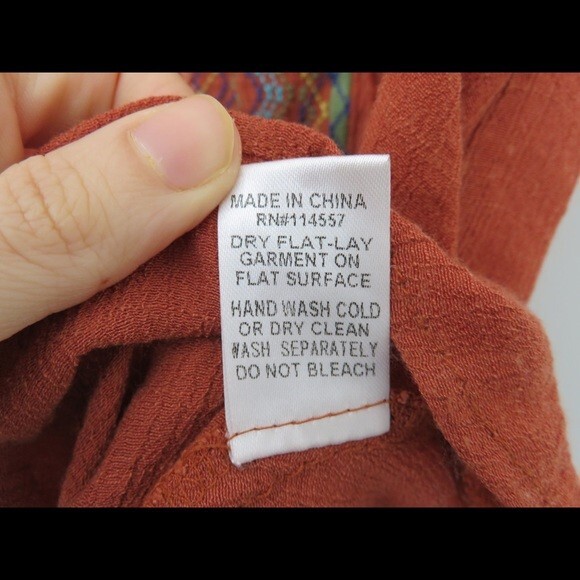 MADE IN CHINA
RN#114557
DRY FLAT-LAY
GARMENT ON
FLAT SURFACE
HAND WASH COLD
OR DRY CLEAN
WASH SEPARATELY
DO NOT BLEACH